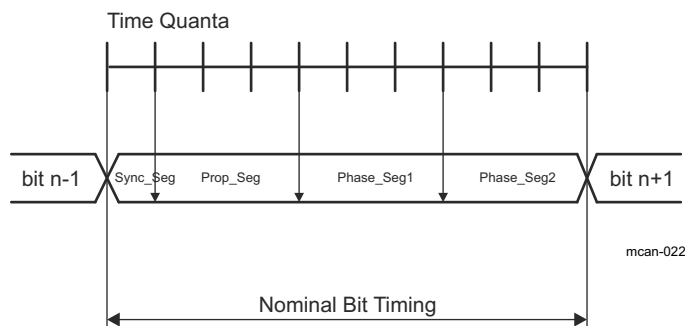 Time Quanta
bit n-1 Sync_Seg Prop_Seg Phase_Seg1 Phase_Seg2 bit n+1
mcan-022
Nominal Bit Timing